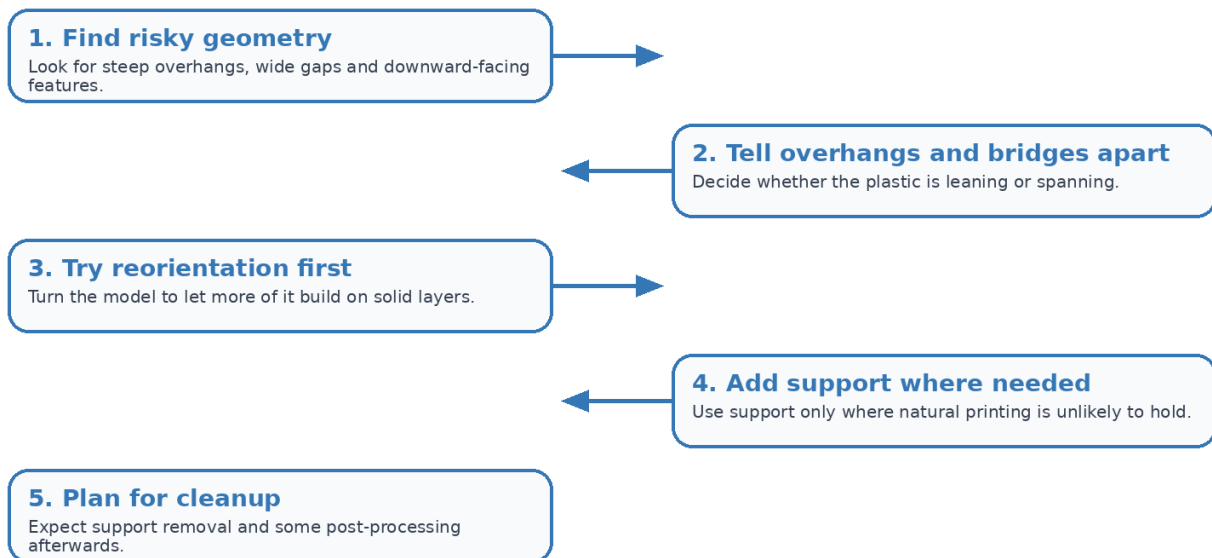 1. Find risky geometry
Look for steep overhangs, wide gaps and downward-facing
features.
2. Tell overhangs and bridges apart
Decide whether the plastic is leaning or spanning.
3. Try reorientation first
Turn the model to let more of it build on solid layers.
4. Add support where needed
Use support only where natural printing is unlikely to hold.
5. Plan for cleanup
Expect support removal and some post-processing
afterwards.